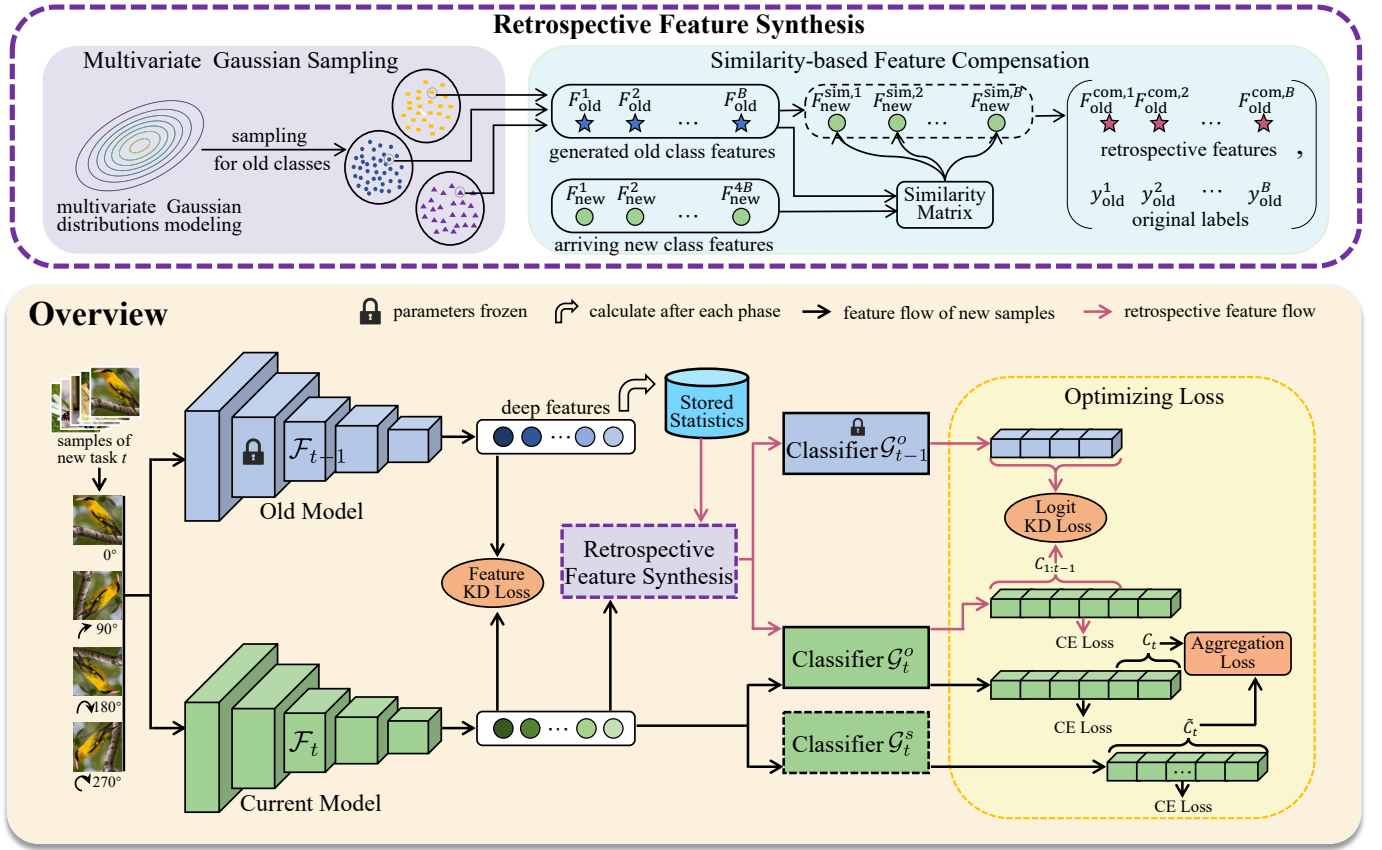 Retrospective Feature Synthesis
Multivariate Gaussian Sampling
sampling
for old classes
multivariate Gaussian
distributions modeling
Similarity-based Feature Compensation
F_old^1 F_old^2 ... F_old^B
generated old class features
F_new^1 F_new^2 ... F_new^4B
arriving new class features
F_new^sim,1 F_new^sim,2 ... F_new^sim,B
Similarity
Matrix
F_old^com,1 F_old^com,2 ... F_old^com,B
retrospective features ,
y_old^1 y_old^2 ... y_old^B
original labels
Overview
parameters frozen
calculate after each phase
feature flow of new samples
retrospective feature flow
samples of
new task t
0°
90°
180°
270°
F_t−1
Old Model
F_t
Current Model
deep features
...
Feature
KD Loss
...
Stored
Statistics
Retrospective
Feature Synthesis
Classifier G_t−1^o
Classifier G_t^o
Classifier G_t^s
Optimizing Loss
Logit
KD Loss
C_1:t−1
CE Loss
C_t
Aggregation
Loss
CE Loss
C̃_t
...
CE Loss